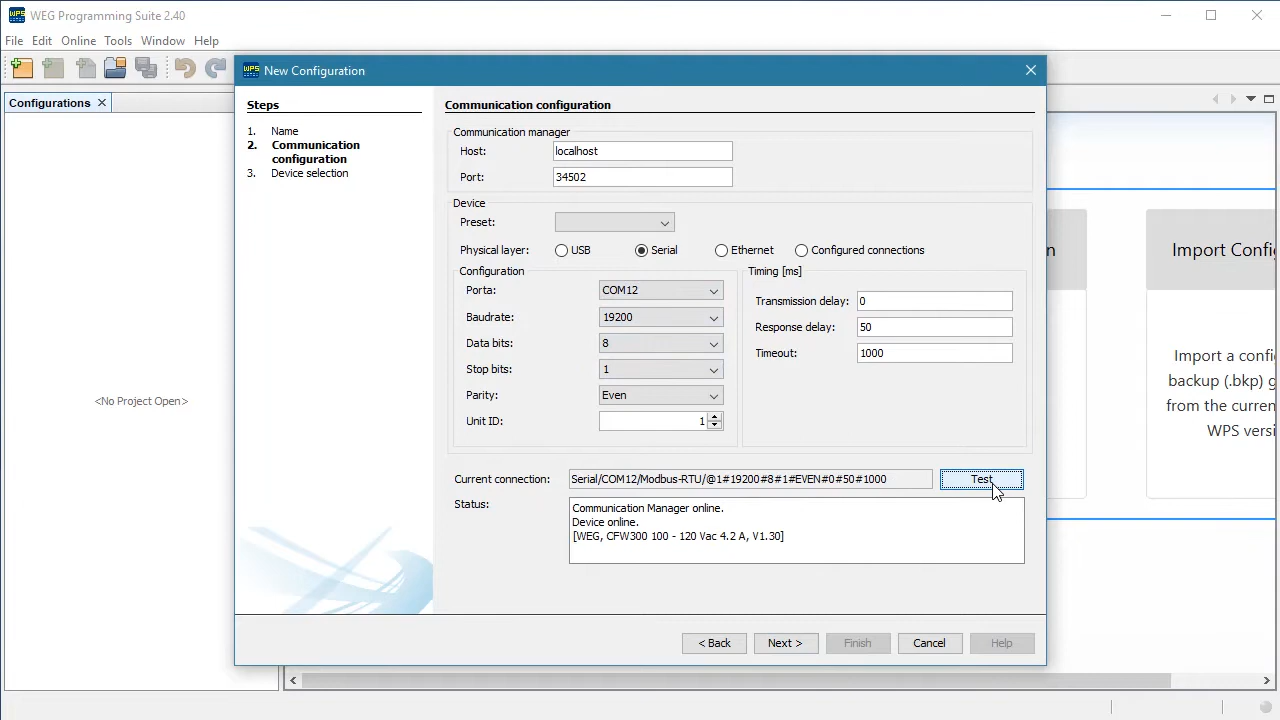 WPS WEG Programming Suite 2.40
File Edit Online Tools Window Help
Configurations
<No Project Open>
WPS New Configuration
Steps
1. Name
2. Communication configuration
3. Device selection
Communication configuration
Communication manager
Host: localhost
Port: 34502
Device
Preset:
Physical layer: USB Serial Ethernet Configured connections
Configuration
Porta: COM12
Baudrate: 19200
Data bits: 8
Stop bits: 1
Parity: Even
Unit ID: 1
Timing [ms]
Transmission delay: 0
Response delay: 50
Timeout: 1000
Current connection: Serial/COM12/Modbus-RTU/@1#19200#8#1#EVEN#0#50#1000 Test
Status: Communication Manager online.
Device online.
[WEG, CFW300 100 - 120 Vac 4.2 A, V1.30]
< Back Next > Finish Cancel Help
n
Import Config
Import a config
backup (.bkp) g
from the curren
WPS versi